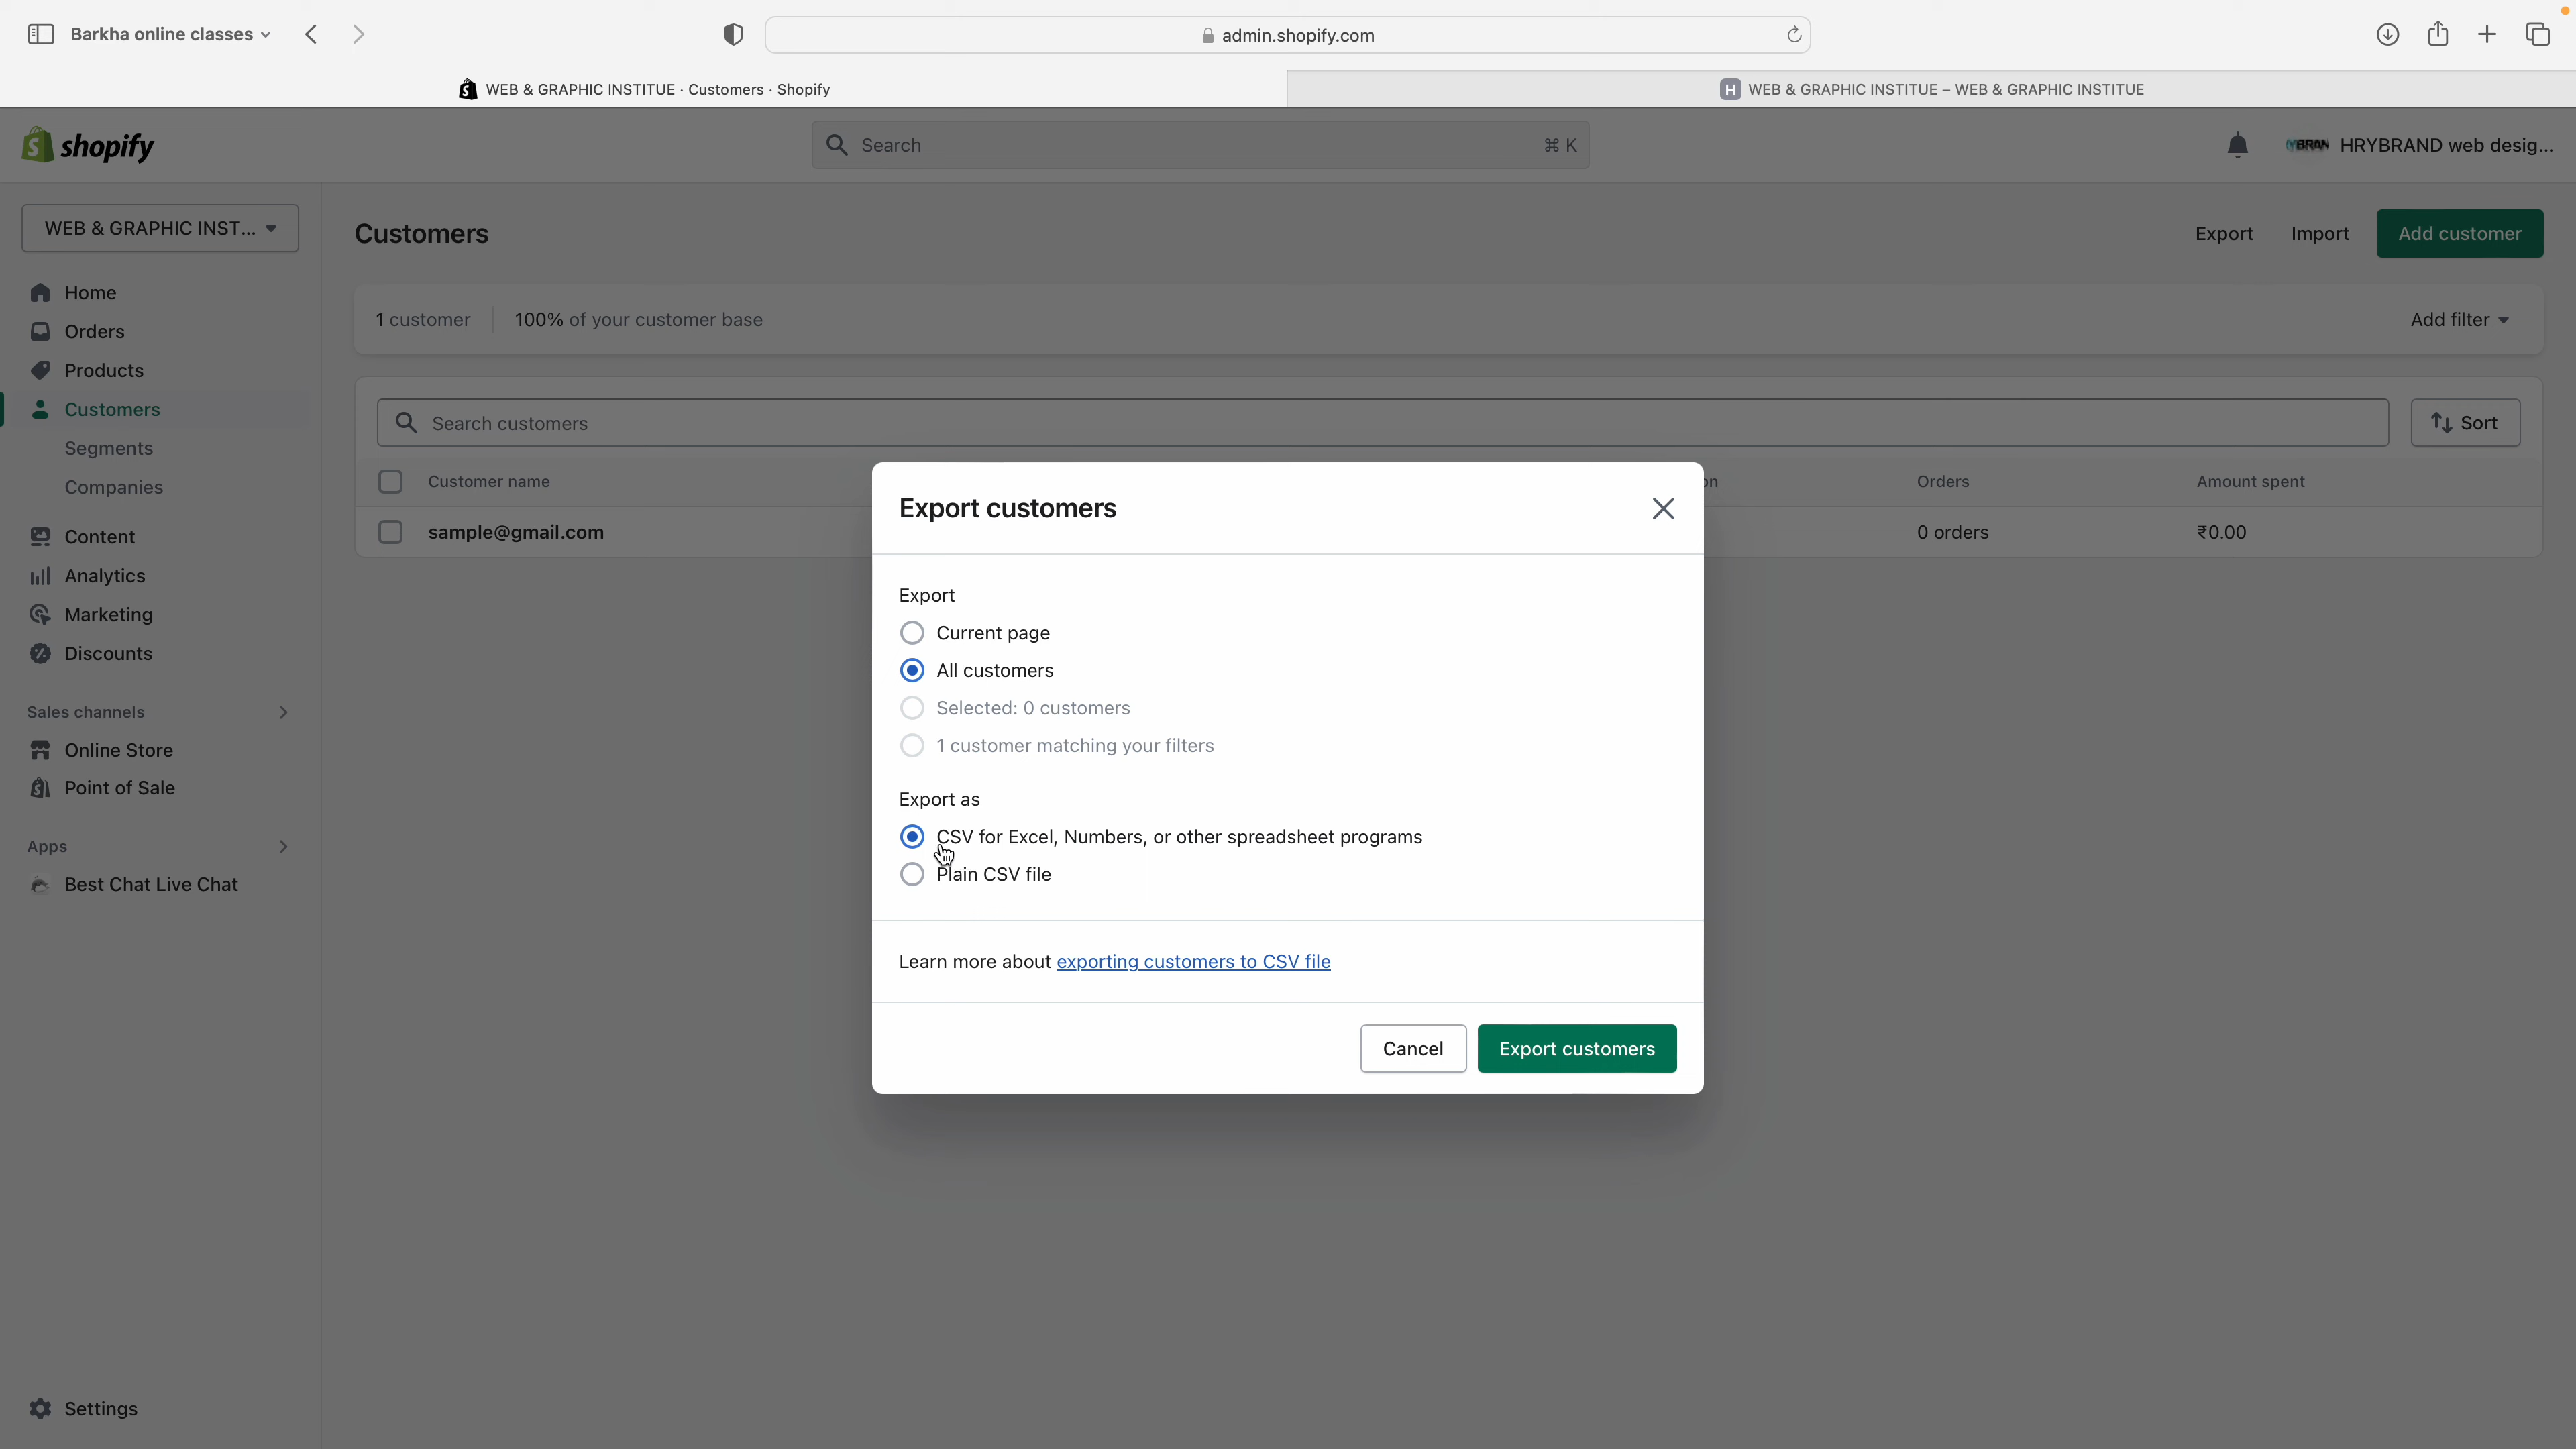 Barkha online classes
admin.shopify.com
WEB & GRAPHIC INSTITUE · Customers · Shopify
H WEB & GRAPHIC INSTITUE – WEB & GRAPHIC INSTITUE
shopify
Search
⌘ K
HRYBRAND web desig...
WEB & GRAPHIC INST...
Home
Orders
Products
Customers
Segments
Companies
Content
Analytics
Marketing
Discounts
Sales channels
Online Store
Point of Sale
Apps
Best Chat Live Chat
Settings
Customers
Export
Import
Add customer
1 customer
100% of your customer base
Add filter
Search customers
Sort
Customer name
on
Orders
Amount spent
sample@gmail.com
0 orders
₹0.00
Export customers
Export
Current page
All customers
Selected: 0 customers
1 customer matching your filters
Export as
CSV for Excel, Numbers, or other spreadsheet programs
Plain CSV file
Learn more about exporting customers to CSV file
Cancel
Export customers